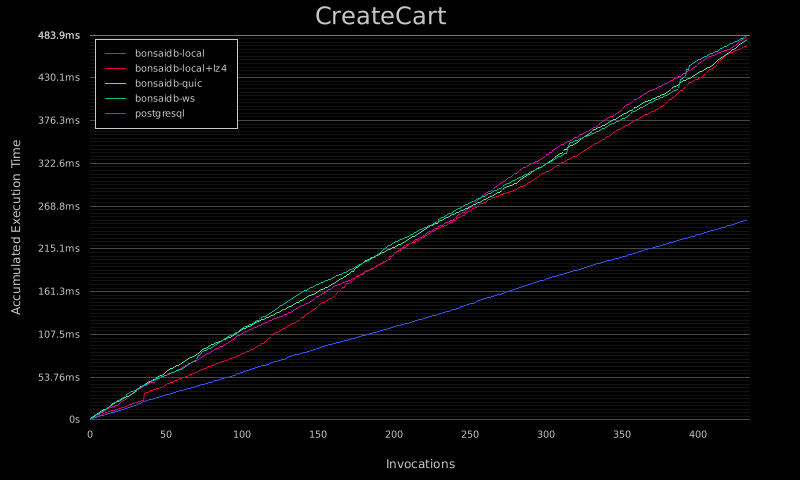 CreateCart
483.9ms
430.1ms
376.3ms
322.6ms
268.8ms
215.1ms
161.3ms
107.5ms
53.76ms
0s
Accumulated Execution Time
bonsaidb-local
bonsaidb-local+lz4
bonsaidb-quic
bonsaidb-ws
postgresql
0 50 100 150 200 250 300 350 400
Invocations